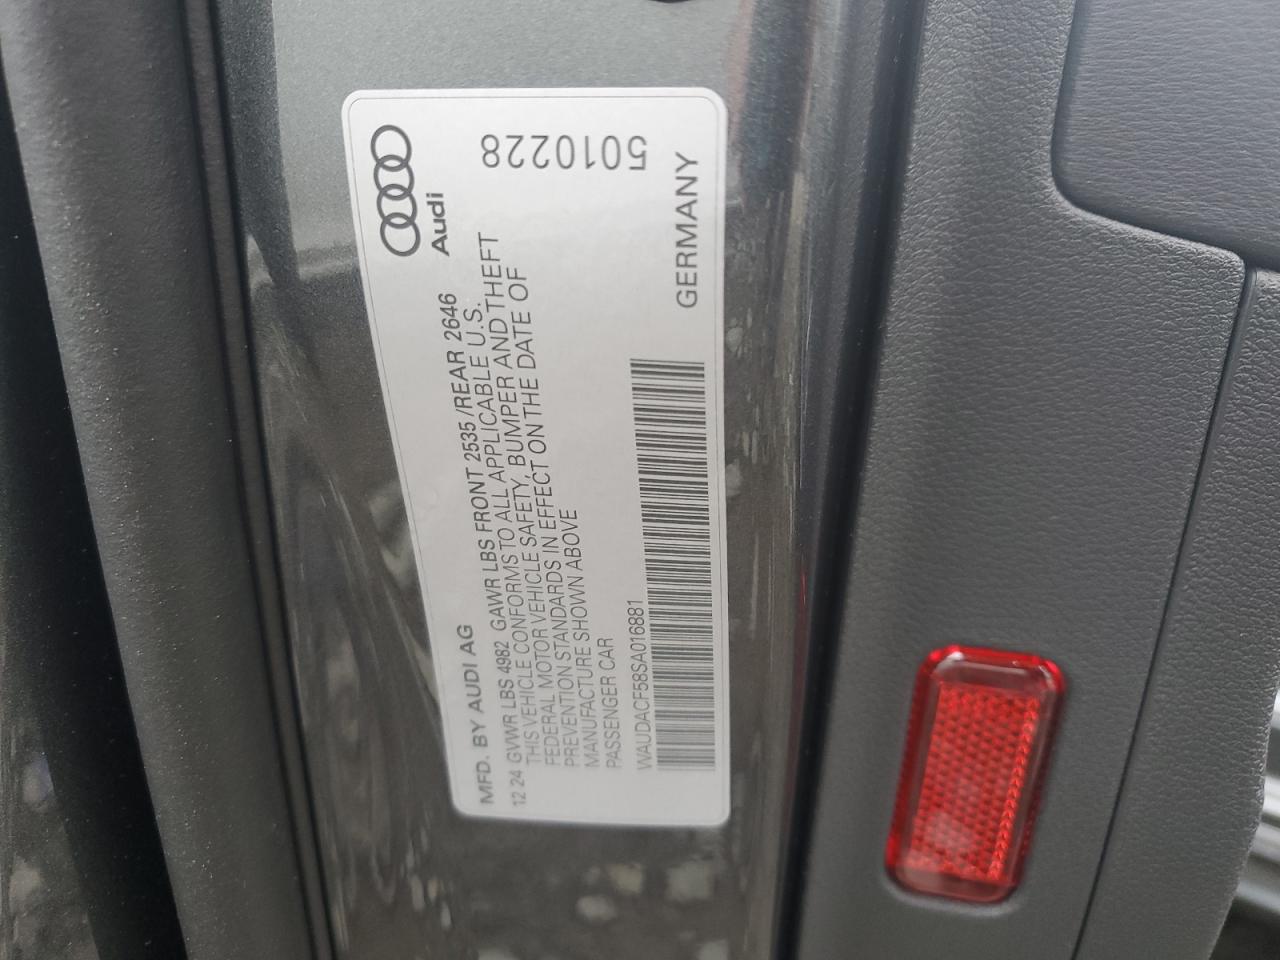 Audi
5010228
MFD. BY AUDI AG
GERMANY
12 24 GVWR LBS 4982 GAWR LBS FRONT 2535/REAR 2646
THIS VEHICLE CONFORMS TO ALL APPLICABLE U.S.
FEDERAL MOTOR VEHICLE SAFETY, BUMPER AND THEFT
PREVENTION STANDARDS IN EFFECT ON THE DATE OF
MANUFACTURE SHOWN ABOVE
PASSENGER CAR
WAUDACF58SA016881